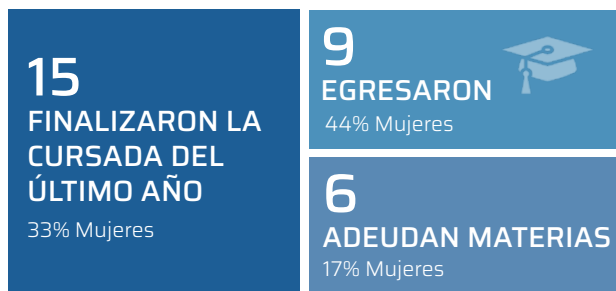 15
FINALIZARON LA
CURSADA DEL
ÚLTIMO AÑO
33% Mujeres
9
EGRESARON
44% Mujeres
6
ADEUDAN MATERIAS
17% Mujeres